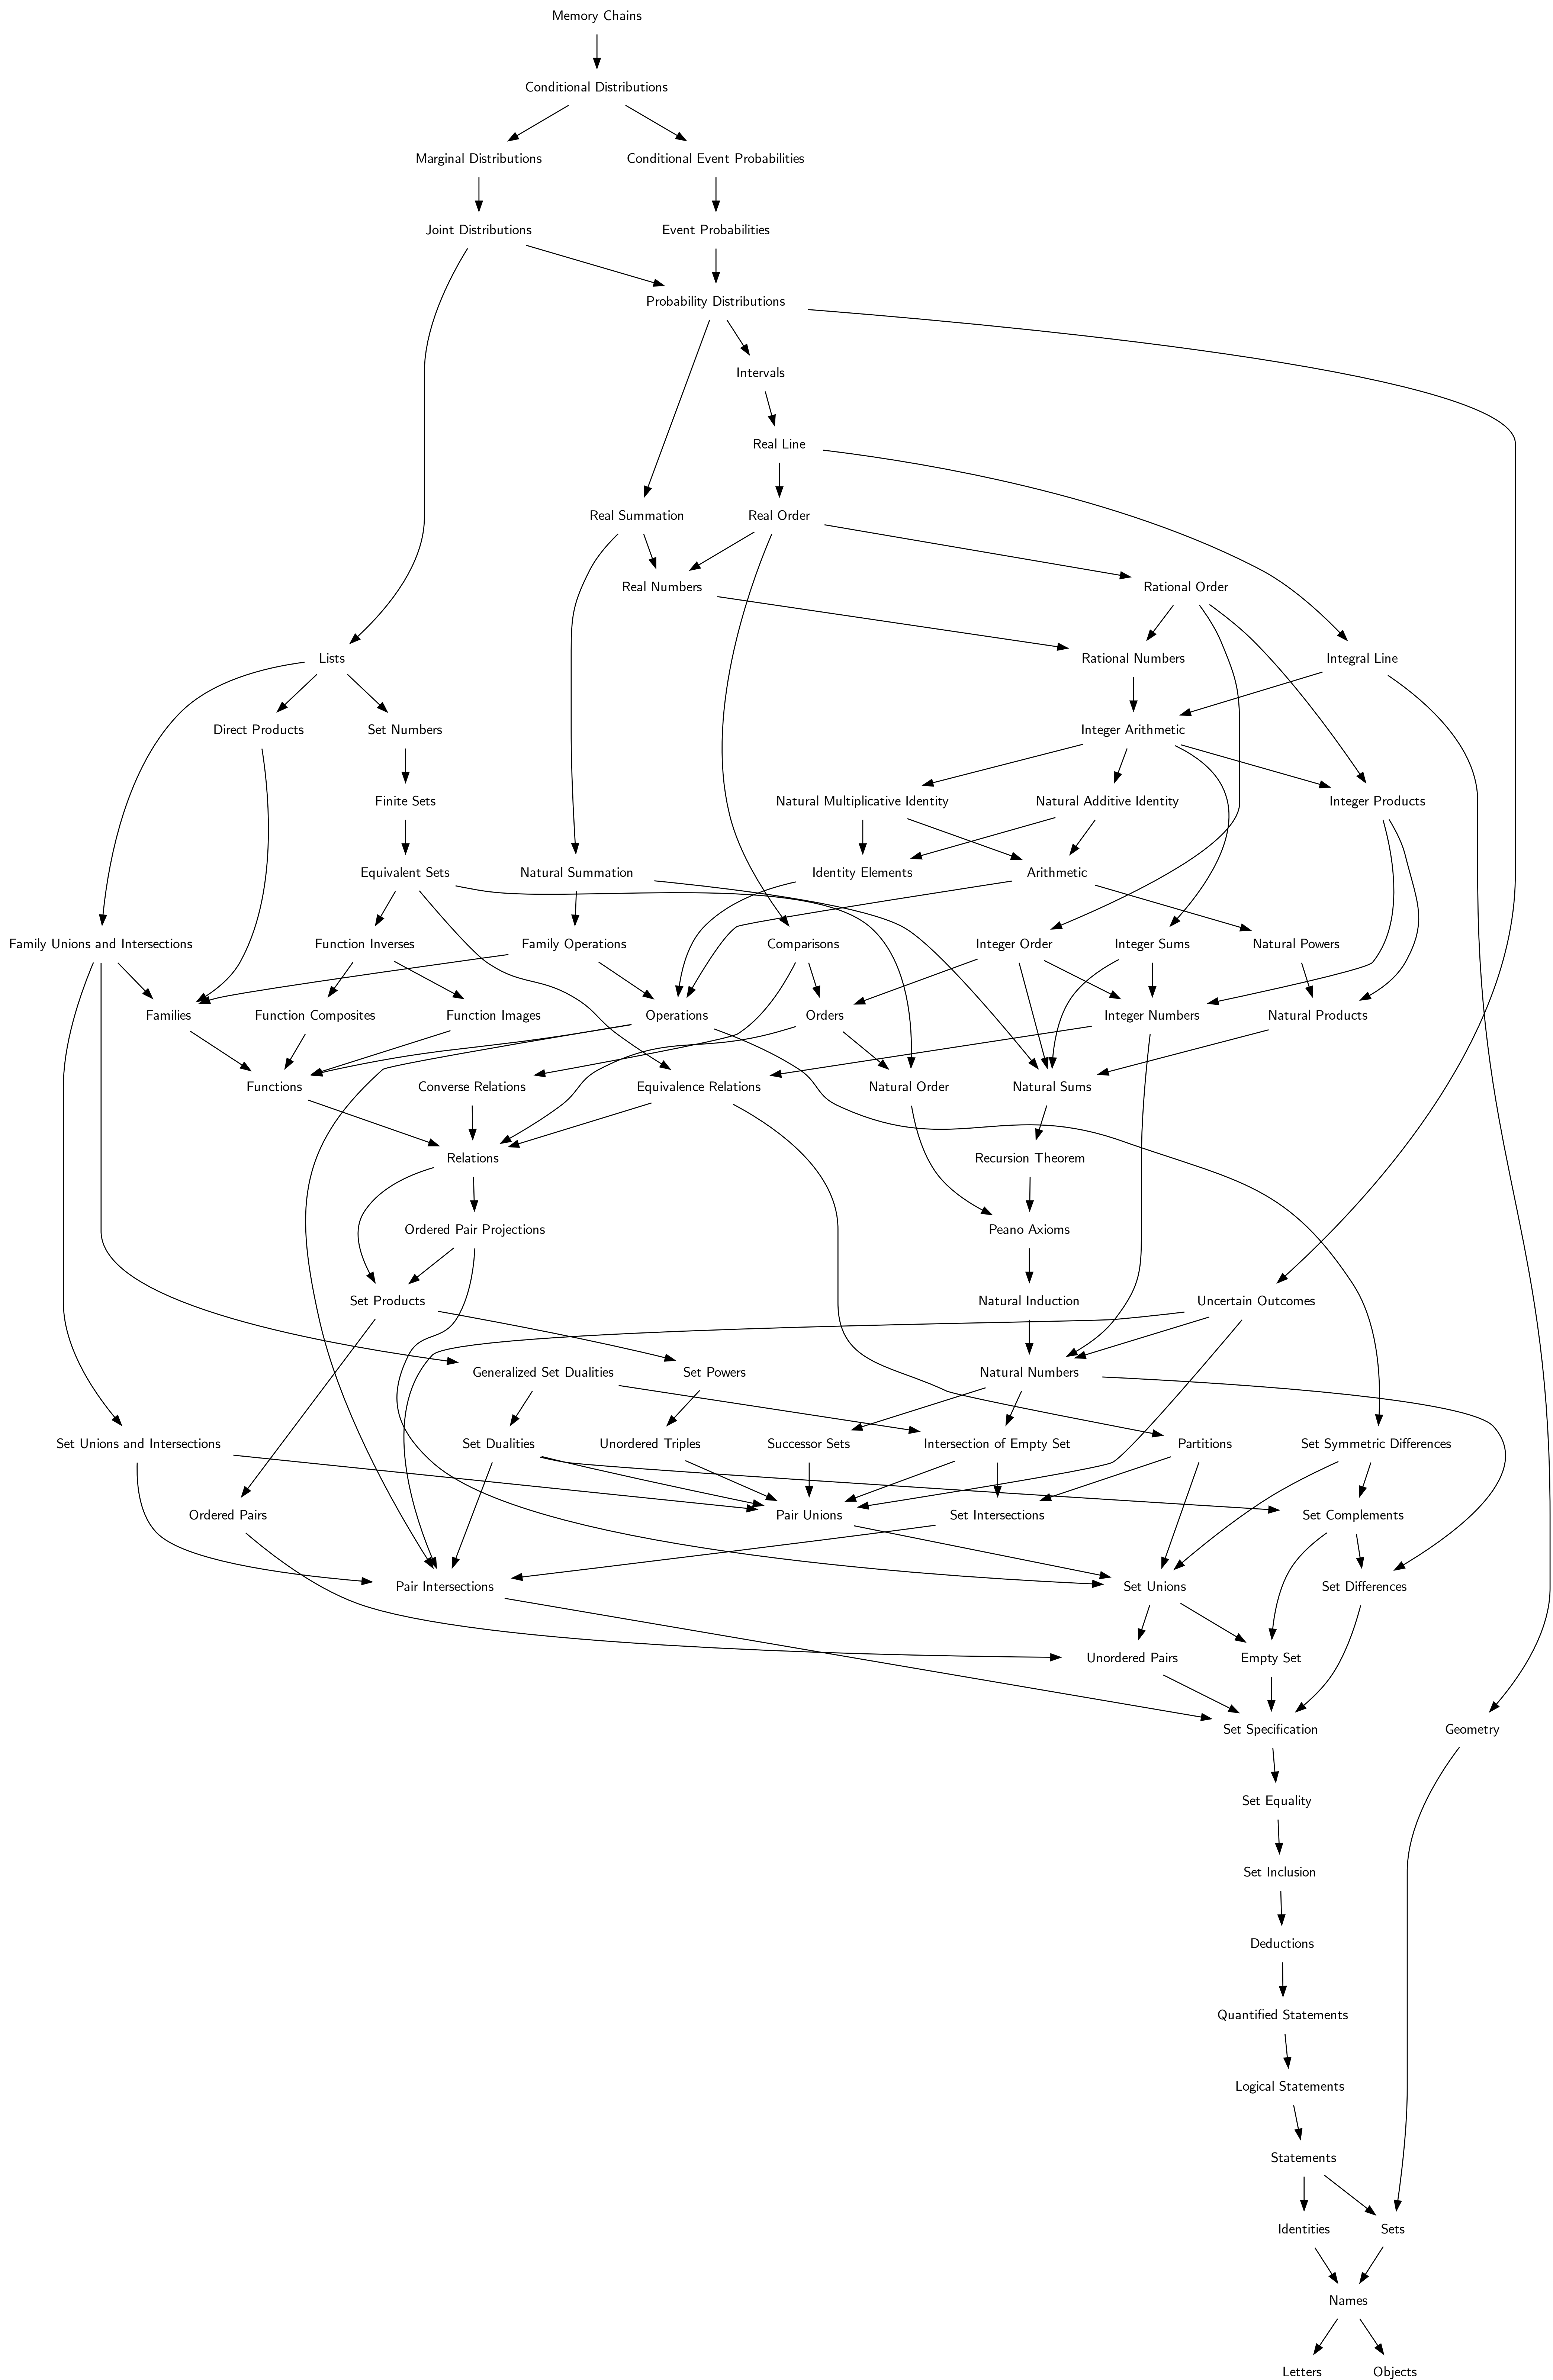 Memory Chains
Conditional Distributions
Marginal Distributions
Conditional Event Probabilities
Joint Distributions
Event Probabilities
Probability Distributions
Intervals
Real Line
Real Summation
Real Order
Real Numbers
Rational Order
Lists
Rational Numbers
Integral Line
Direct Products
Set Numbers
Integer Arithmetic
Finite Sets
Natural Multiplicative Identity
Natural Additive Identity
Integer Products
Equivalent Sets
Natural Summation
Identity Elements
Arithmetic
Family Unions and Intersections
Function Inverses
Family Operations
Comparisons
Integer Order
Integer Sums
Natural Powers
Families
Function Composites
Function Images
Operations
Orders
Integer Numbers
Natural Products
Functions
Converse Relations
Equivalence Relations
Natural Order
Natural Sums
Relations
Recursion Theorem
Ordered Pair Projections
Peano Axioms
Set Products
Natural Induction
Uncertain Outcomes
Generalized Set Dualities
Set Powers
Natural Numbers
Set Unions and Intersections
Set Dualities
Unordered Triples
Successor Sets
Intersection of Empty Set
Partitions
Set Symmetric Differences
Ordered Pairs
Pair Unions
Set Intersections
Set Complements
Pair Intersections
Set Unions
Set Differences
Unordered Pairs
Empty Set
Set Specification
Geometry
Set Equality
Set Inclusion
Deductions
Quantified Statements
Logical Statements
Statements
Identities
Sets
Names
Letters
Objects